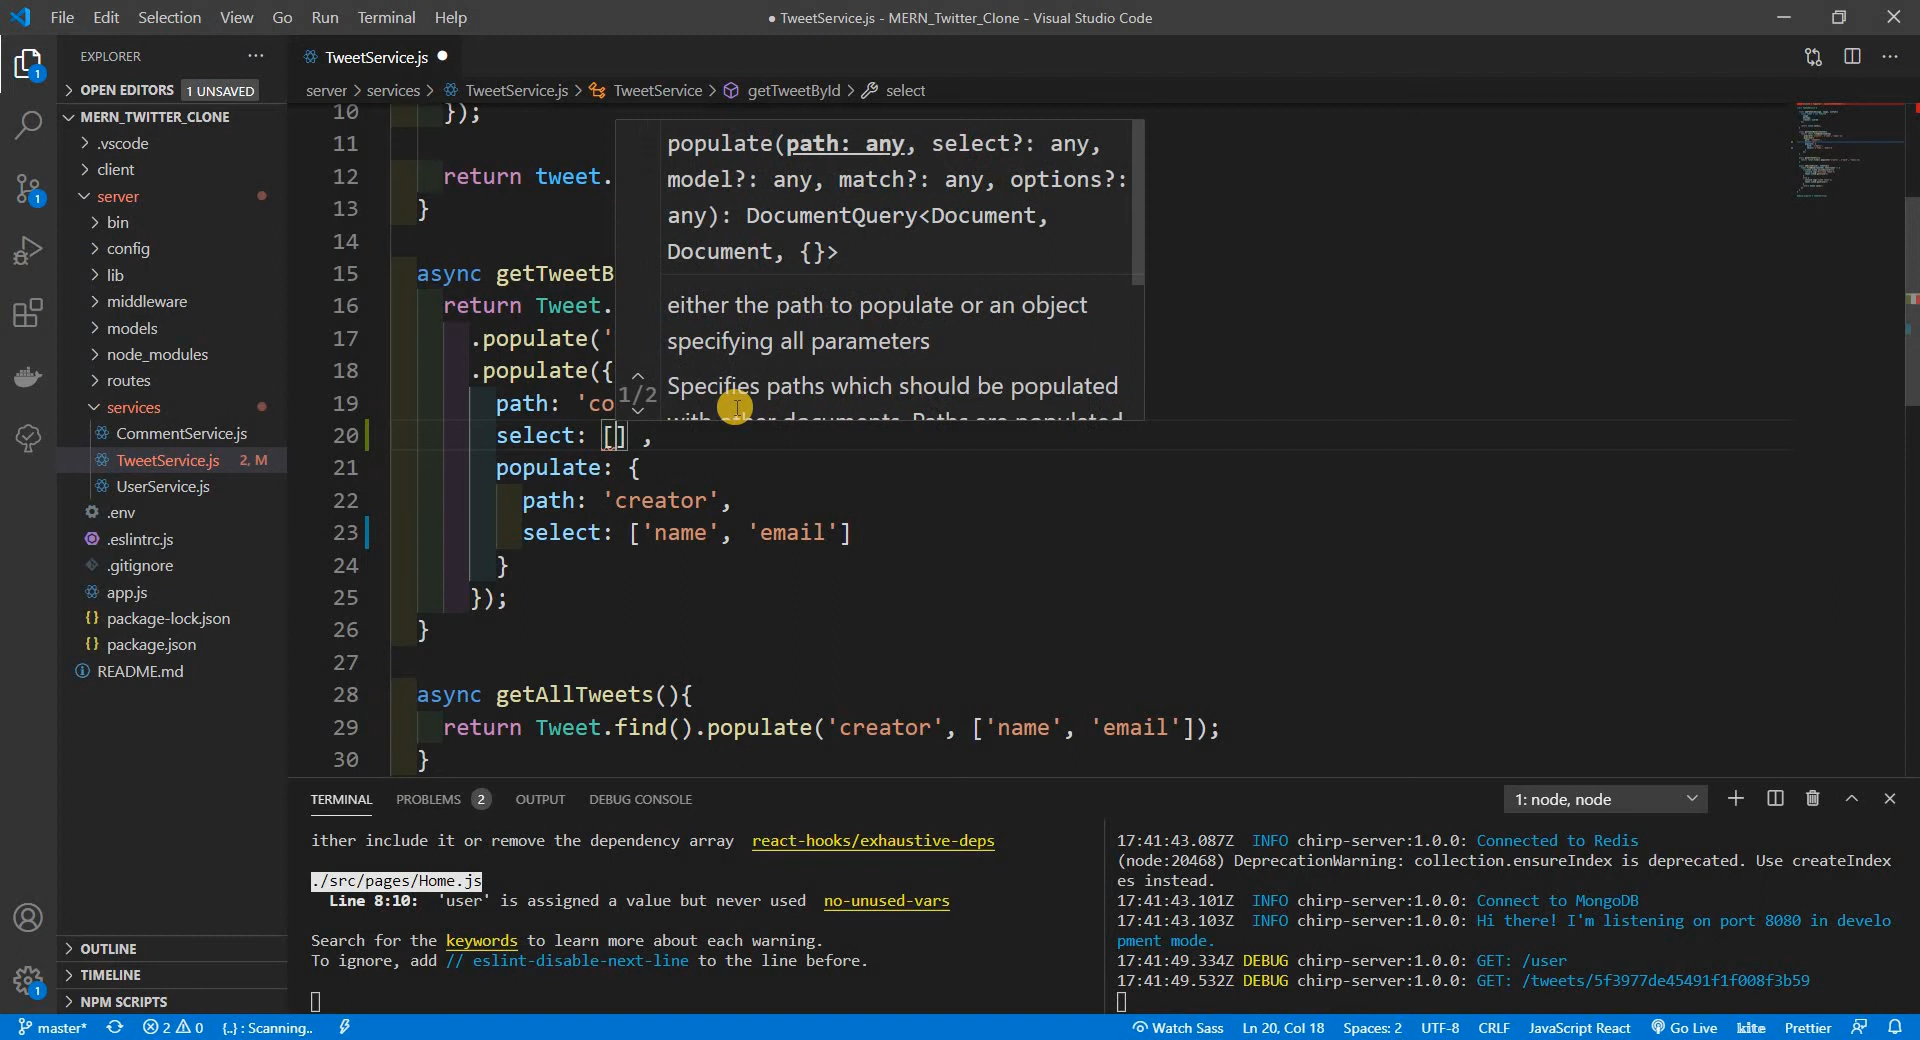 File Edit Selection View Go Run Terminal Help
● TweetService.js - MERN_Twitter_Clone - Visual Studio Code
EXPLORER
OPEN EDITORS 1 UNSAVED
MERN_TWITTER_CLONE
.vscode
client
server
bin
config
lib
middleware
models
node_modules
routes
services
CommentService.js
TweetService.js 2, M
UserService.js
.env
.eslintrc.js
.gitignore
app.js
package-lock.json
package.json
README.md
OUTLINE
TIMELINE
NPM SCRIPTS
TweetService.js
server > services > TweetService.js > TweetService > getTweetById > select
10 });
11
12 return tweet.
13 }
14
15 async getTweetB
16 return Tweet.
17 .populate('
18 .populate({
19 path: 'co
20 select: [] ,
21 populate: {
22 path: 'creator',
23 select: ['name', 'email']
24 }
25 });
26 }
27
28 async getAllTweets(){
29 return Tweet.find().populate('creator', ['name', 'email']);
30 }
populate(path: any, select?: any,
model?: any, match?: any, options?:
any): DocumentQuery<Document,
Document, {}>
either the path to populate or an object
specifying all parameters
1/2
Specifies paths which should be populated
with other documents. Paths are populated
TERMINAL PROBLEMS 2 OUTPUT DEBUG CONSOLE
1: node, node
ither include it or remove the dependency array react-hooks/exhaustive-deps
./src/pages/Home.js
Line 8:10: 'user' is assigned a value but never used no-unused-vars
Search for the keywords to learn more about each warning.
To ignore, add // eslint-disable-next-line to the line before.
17:41:43.087Z INFO chirp-server:1.0.0: Connected to Redis
(node:20468) DeprecationWarning: collection.ensureIndex is deprecated. Use createIndex
es instead.
17:41:43.101Z INFO chirp-server:1.0.0: Connect to MongoDB
17:41:43.103Z INFO chirp-server:1.0.0: Hi there! I'm listening on port 8080 in develo
pment mode.
17:41:49.334Z DEBUG chirp-server:1.0.0: GET: /user
17:41:49.532Z DEBUG chirp-server:1.0.0: GET: /tweets/5f3977de45491f1f008f3b59
master* 2 0 {..} : Scanning..
Watch Sass Ln 20, Col 18 Spaces: 2 UTF-8 CRLF JavaScript React Go Live kite Prettier